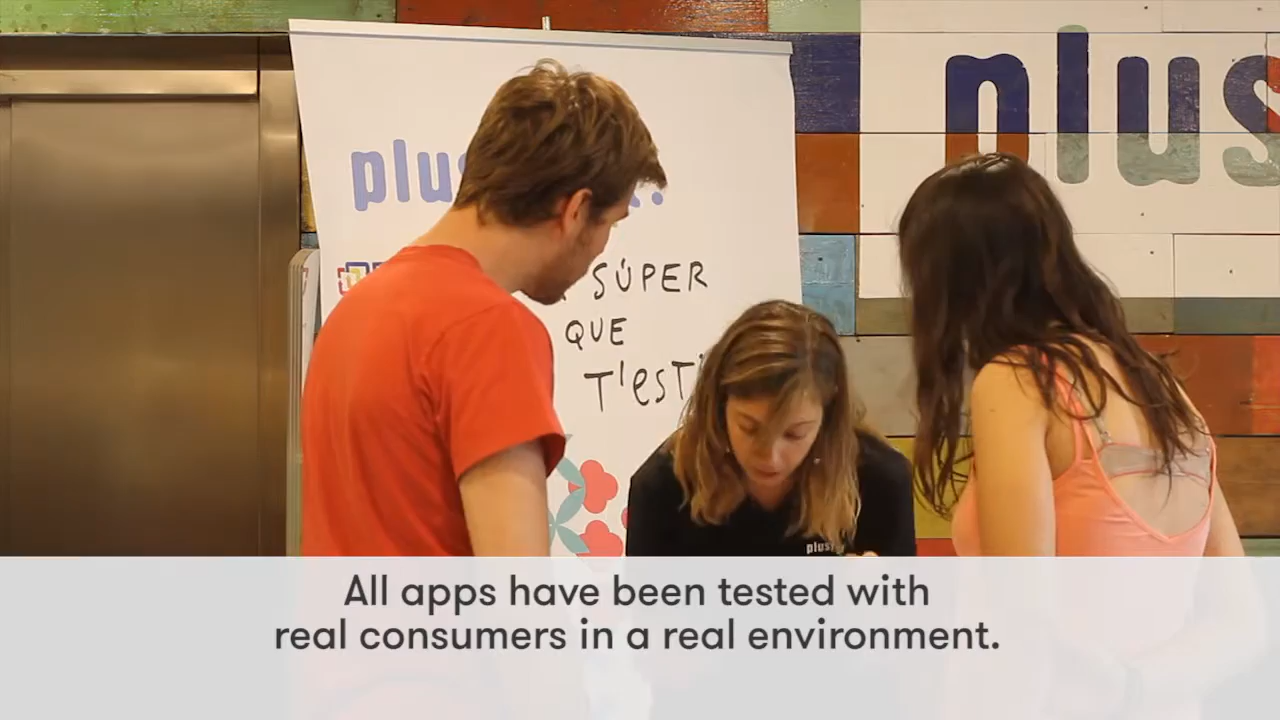 plus
plus
SÚPER
QUE
T'EST
plus
All apps have been tested with
real consumers in a real environment.